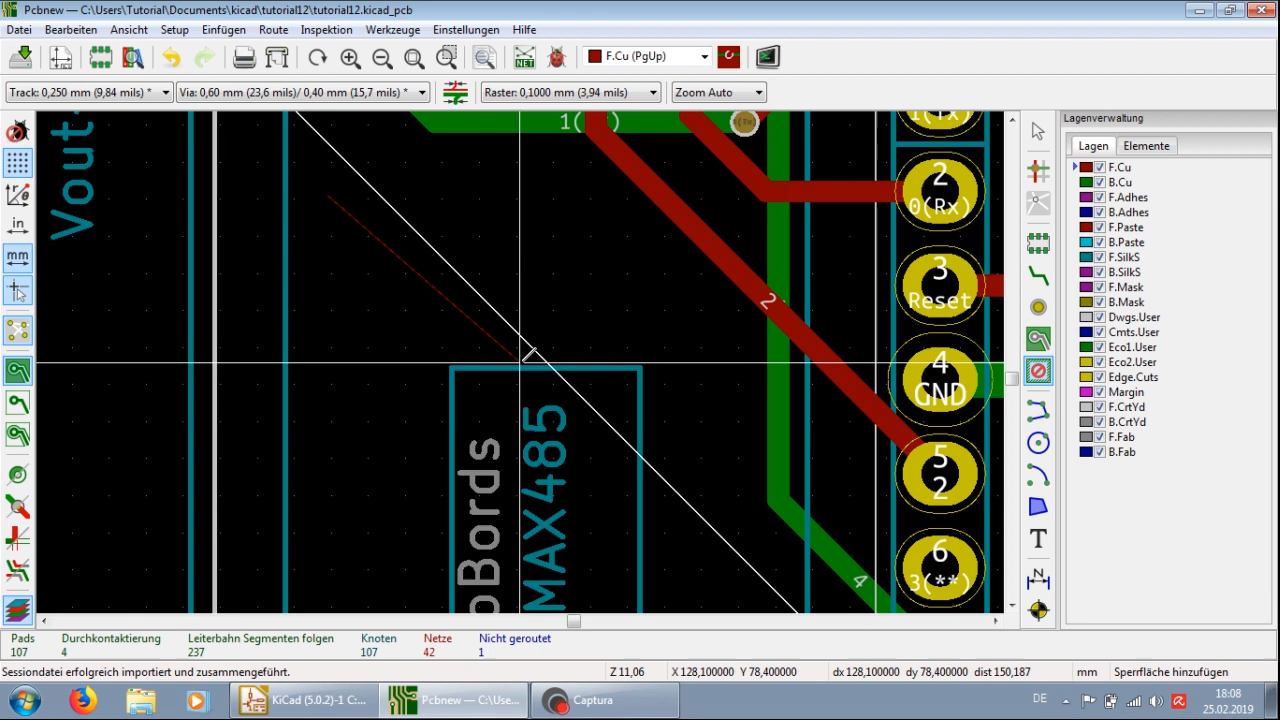 Pcbnew — C:\Users\Tutorial\Documents\kicad\tutorial12\tutorial12.kicad_pcb
Datei Bearbeiten Ansicht Setup Einfügen Route Inspektion Werkzeuge Einstellungen Hilfe
NET
F.Cu (PgUp)
Track: 0,250 mm (9,84 mils) *
Via: 0,60 mm (23,6 mil)/ 0,40 mm (15,7 mils) *
Raster: 0,1000 mm (3,94 mils)
Zoom Auto
in
mm
Vout
1( )
2
4
oBords
MAX485
1(Tx)
2
0(Rx)
3
Reset
4
GND
5
2
6
3(**)
T
N
Lagenverwaltung
Lagen Elemente
F.Cu
B.Cu
F.Adhes
B.Adhes
F.Paste
B.Paste
F.SilkS
B.SilkS
F.Mask
B.Mask
Dwgs.User
Cmts.User
Eco1.User
Eco2.User
Edge.Cuts
Margin
F.CrtYd
B.CrtYd
F.Fab
B.Fab
Pads Durchkontaktierung Leiterbahn Segmenten folgen Knoten Netze Nicht geroutet
107 4 237 107 42 1
Sessiondatei erfolgreich importiert und zusammengeführt. Z 11,06 X 128,100000 Y 78,400000 dx 128,100000 dy 78,400000 dist 150,187 mm Sperrfläche hinzufügen
KiCad (5.0.2)-1 C:... Pcbnew — C:\Use... Captura DE 18:08
25.02.2019